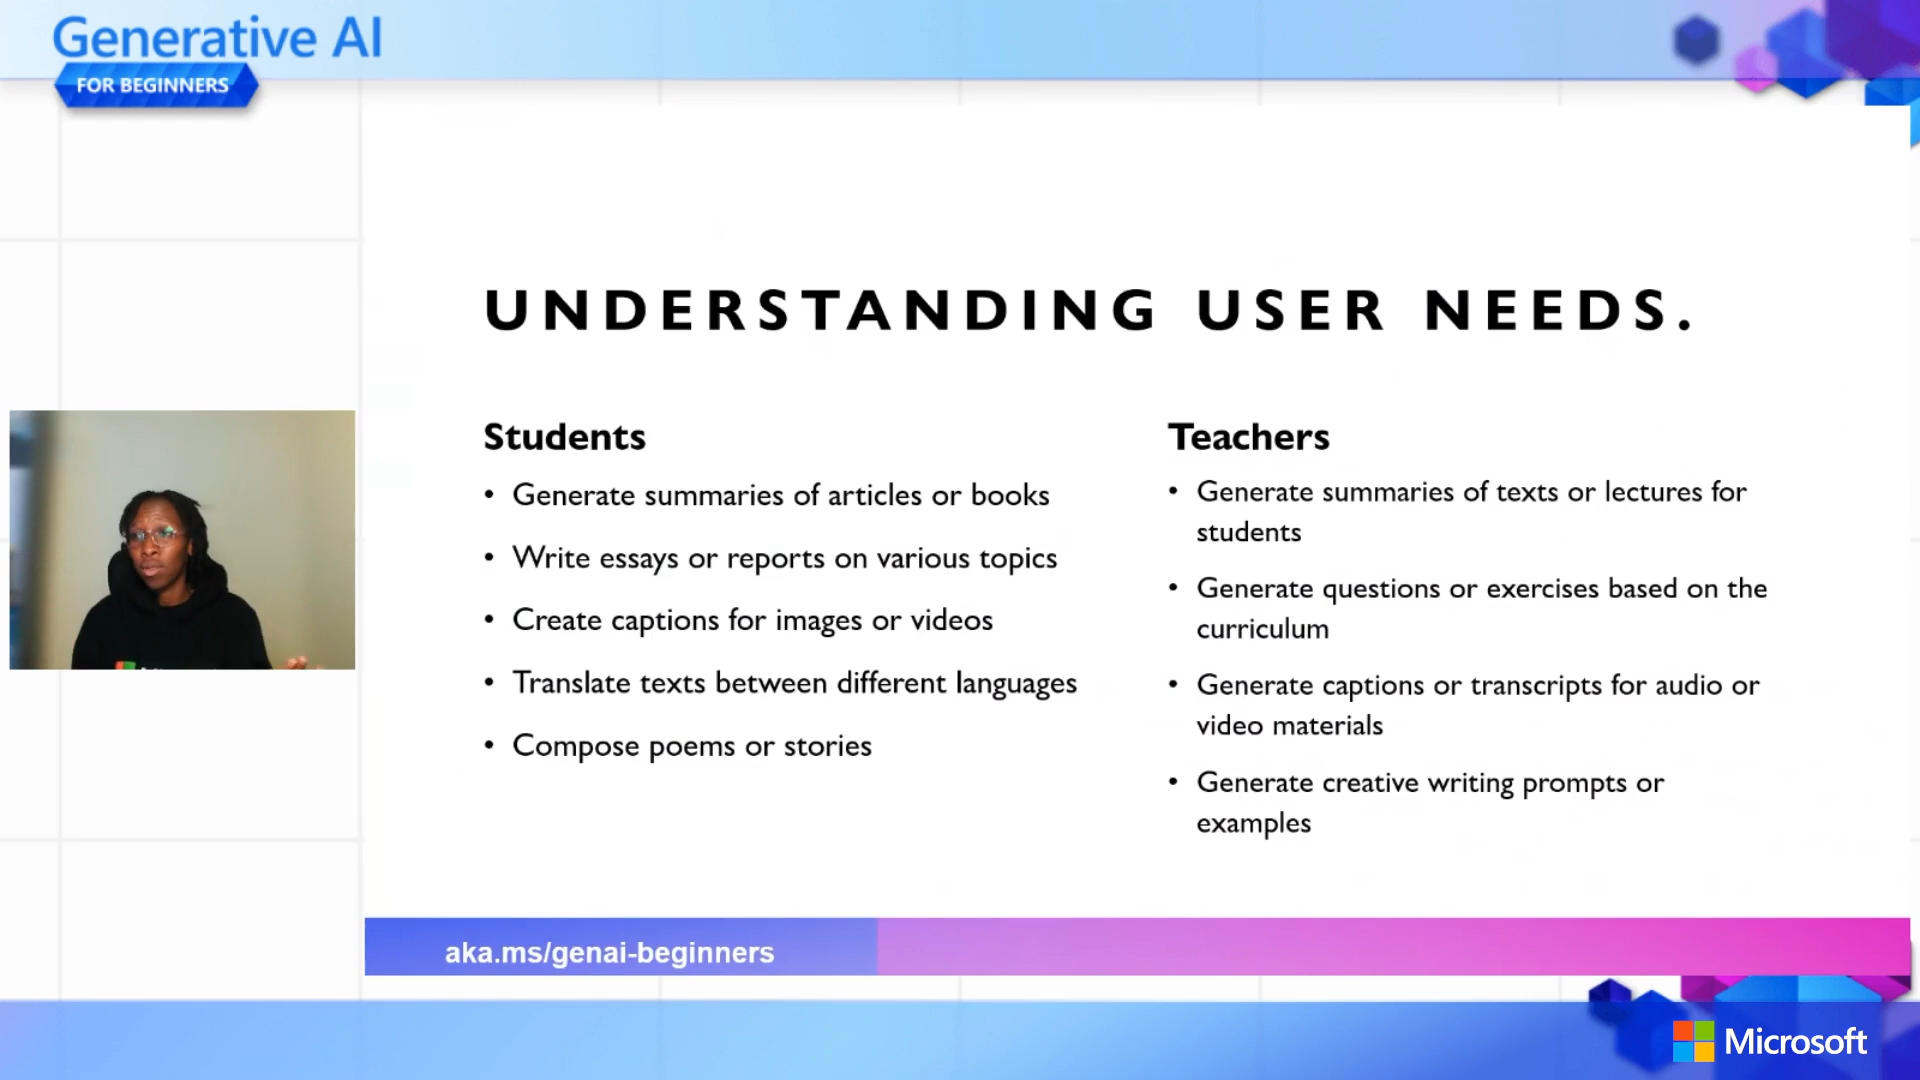 Generative AI
FOR BEGINNERS
UNDERSTANDING USER NEEDS.
Students
• Generate summaries of articles or books
• Write essays or reports on various topics
• Create captions for images or videos
• Translate texts between different languages
• Compose poems or stories
Teachers
• Generate summaries of texts or lectures for
students
• Generate questions or exercises based on the
curriculum
• Generate captions or transcripts for audio or
video materials
• Generate creative writing prompts or
examples
aka.ms/genai-beginners
Microsoft